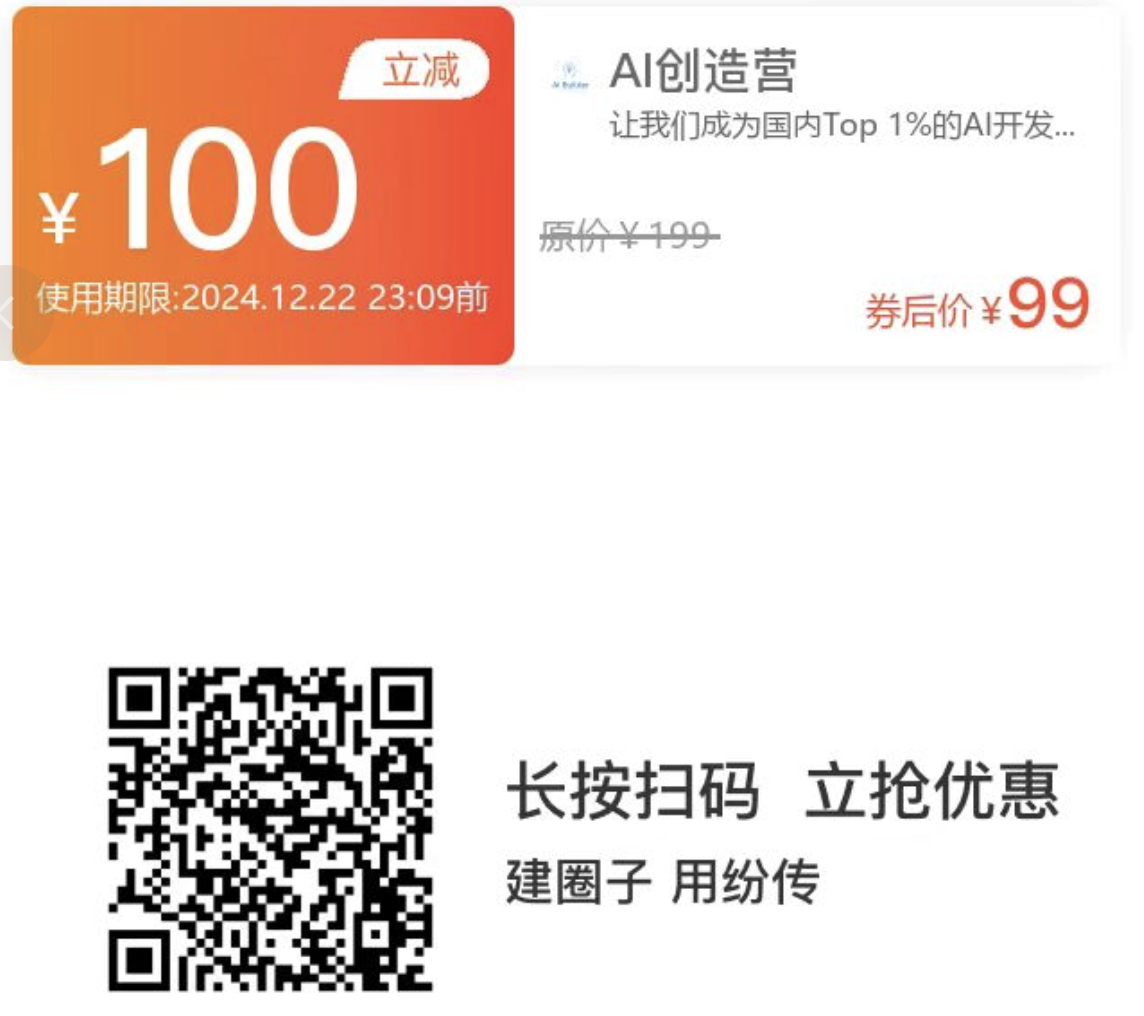 立减
¥100
使用期限:2024.12.22 23:09前
AI创造营
让我们成为国内Top 1%的AI开发...
原价¥199
券后价¥99
长按扫码 立抢优惠
建圈子 用纷传